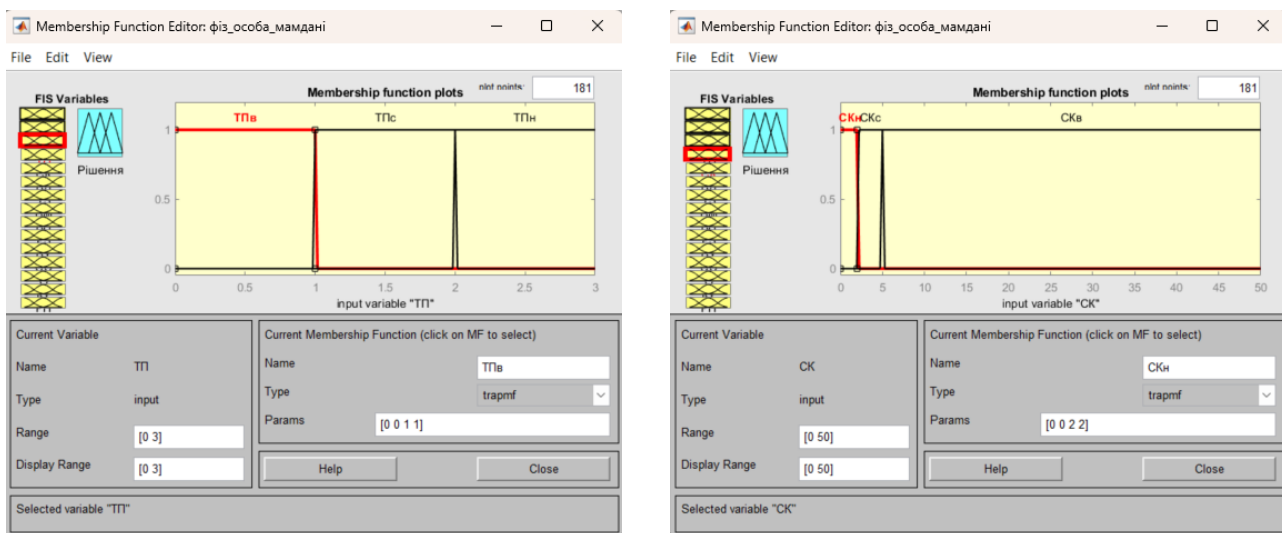 Membership Function Editor: фіз_особа_мамдані
File Edit View
FIS Variables
Рішення
Membership function plots
plot points:
181
ТПв
ТПс
ТПн
1
0.5
0
0
0.5
1
1.5
2
2.5
3
input variable "ТП"
Current Variable
Name ТП
Type input
Range [0 3]
Display Range [0 3]
Current Membership Function (click on MF to select)
Name ТПв
Type trapmf
Params [0 0 1 1]
Help
Close
Selected variable "ТП"
Membership Function Editor: фіз_особа_мамдані
File Edit View
FIS Variables
Рішення
Membership function plots
plot points:
181
СКн
СКс
СКв
1
0.5
0
0
5
10
15
20
25
30
35
40
45
50
input variable "СК"
Current Variable
Name СК
Type input
Range [0 50]
Display Range [0 50]
Current Membership Function (click on MF to select)
Name СКн
Type trapmf
Params [0 0 2 2]
Help
Close
Selected variable "СК"